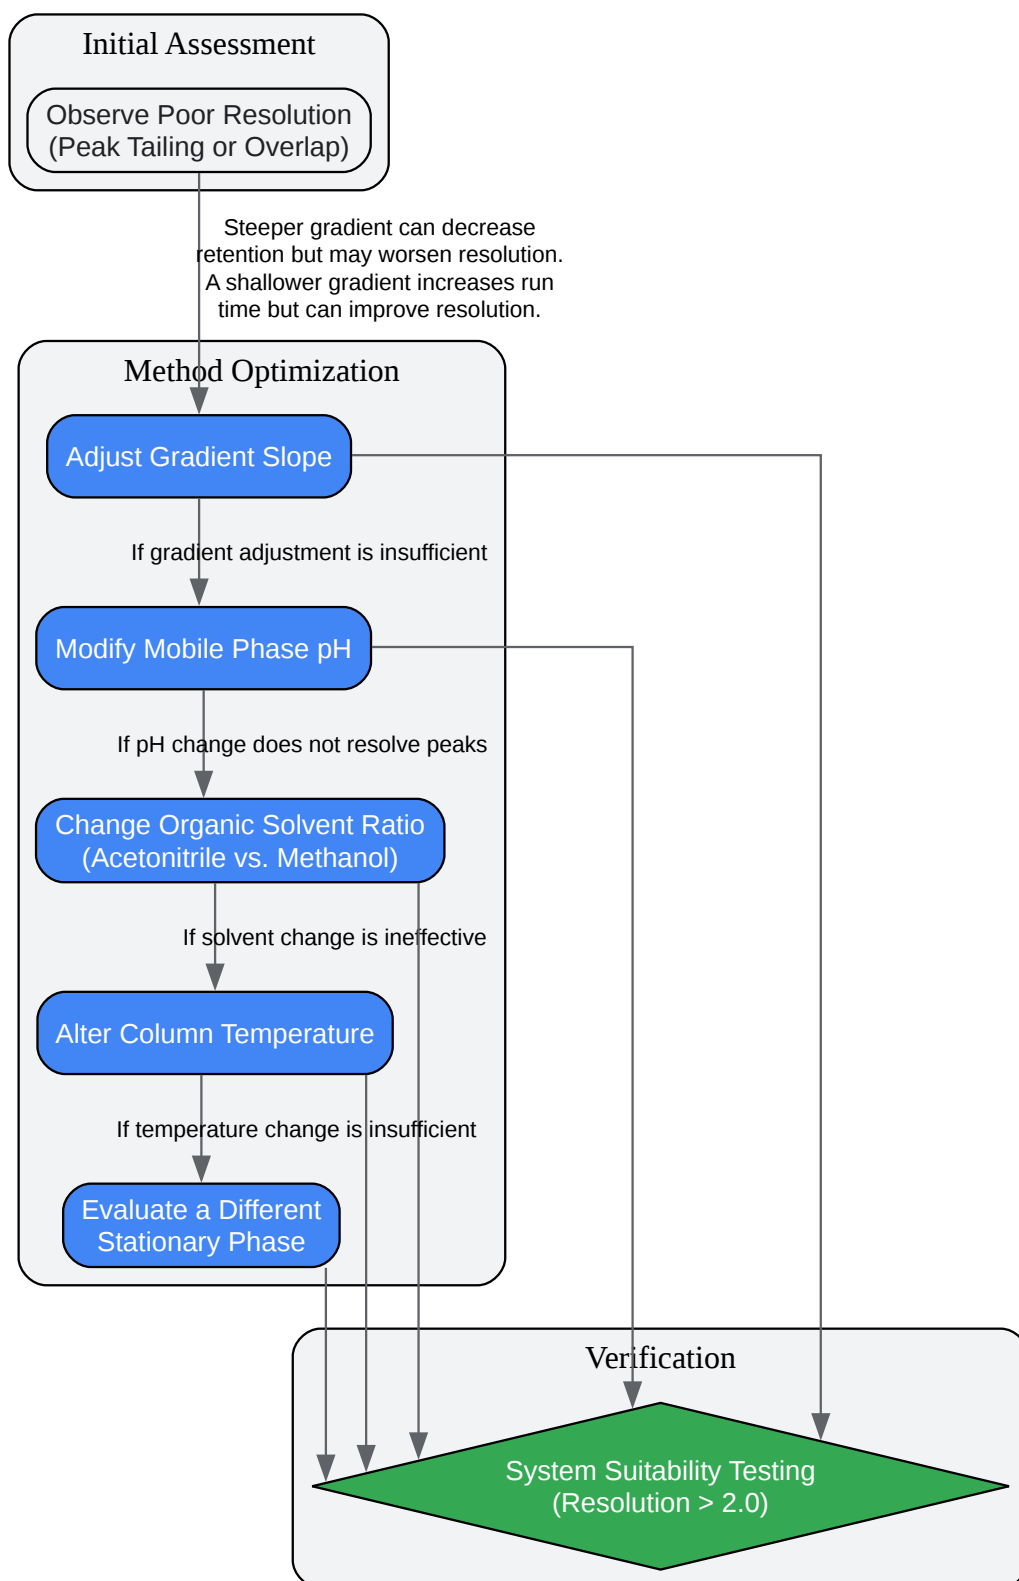 Initial Assessment
Observe Poor Resolution
(Peak Tailing or Overlap)
Steeper gradient can decrease
retention but may worsen resolution.
A shallower gradient increases run
time but can improve resolution.
Method Optimization
Adjust Gradient Slope
If gradient adjustment is insufficient
Modify Mobile Phase pH
If pH change does not resolve peaks
Change Organic Solvent Ratio
(Acetonitrile vs. Methanol)
If solvent change is ineffective
Alter Column Temperature
If temperature change is insufficient
Evaluate a Different
Stationary Phase
Verification
System Suitability Testing
(Resolution > 2.0)